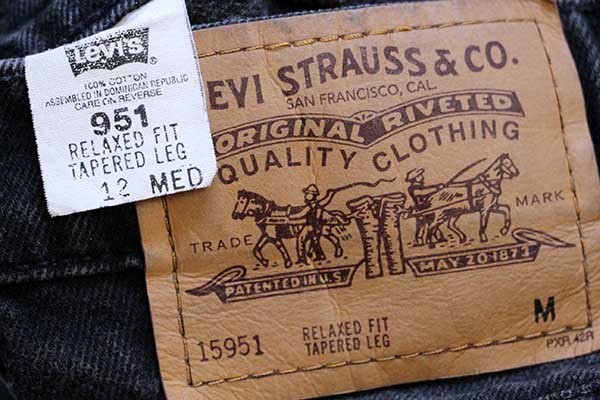 Levi's
100% COTTON
ASSEMBLED IN DOMINICAN REPUBLIC
CARE ON REVERSE
951
RELAXED FIT
TAPERED LEG
12 MED
EVI STRAUSS & CO.
SAN FRANCISCO, CAL.
ORIGINAL RIVETED
QUALITY CLOTHING
TRADE MARK
PATENTED IN U.S.
MAY 20 1873
M
15951
RELAXED FIT
TAPERED LEG
PXR 42R